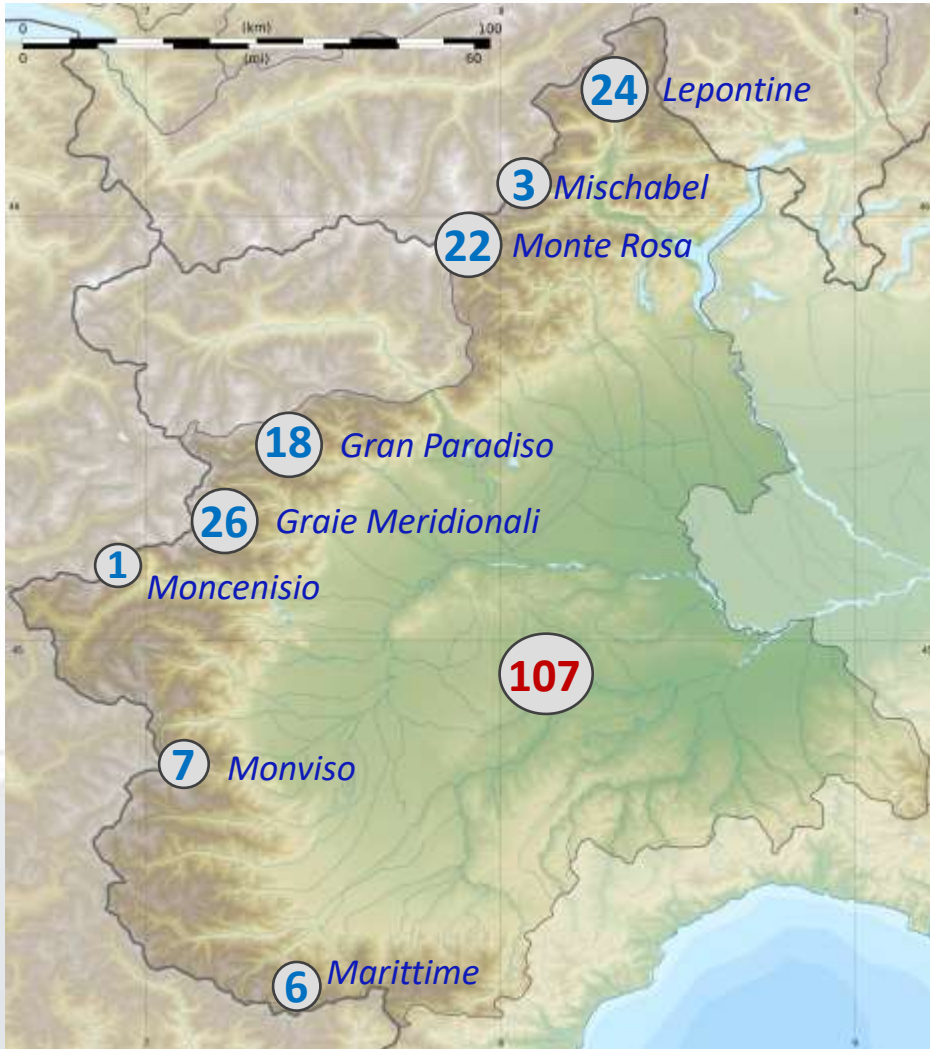 (km) 100
0
0 (mi) 60
24 Lepontine
3 Mischabel
22 Monte Rosa
18 Gran Paradiso
26 Graie Meridionali
1 Moncenisio
45
107
7 Monviso
6 Marittime